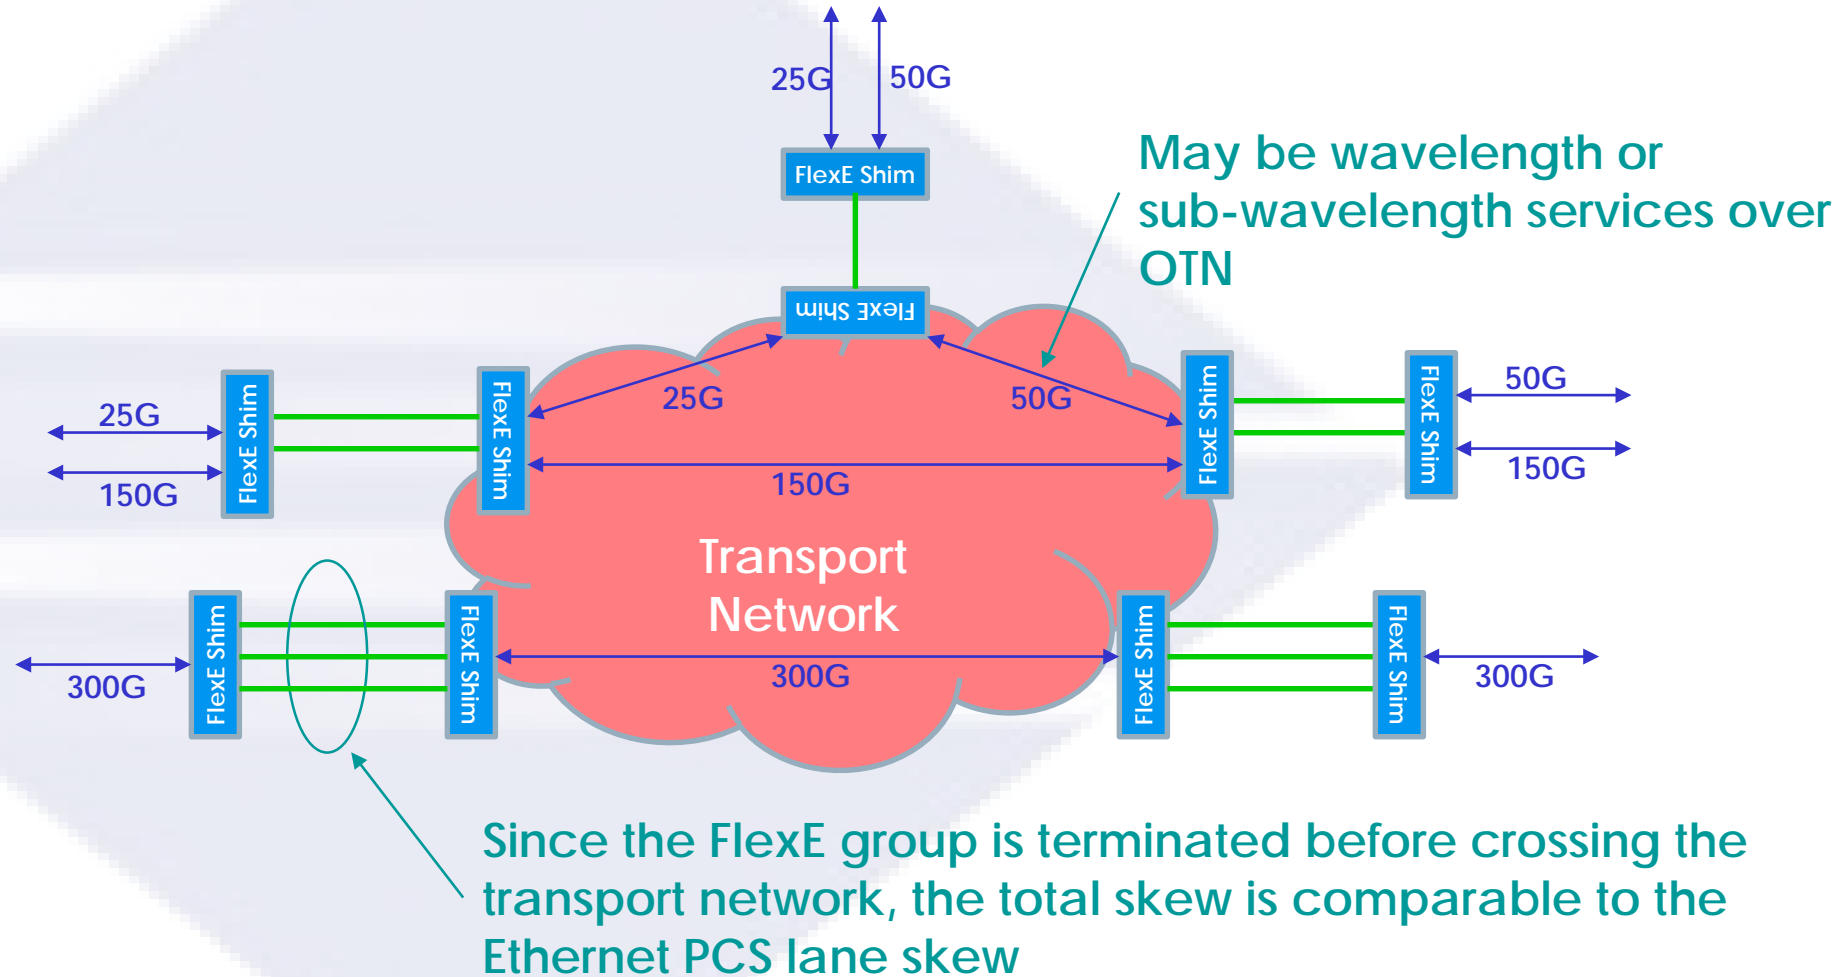 25G
50G
FlexE Shim
May be wavelength or
sub-wavelength services over
OTN
FlexE Shim
25G
50G
25G
150G
FlexE Shim
FlexE Shim
150G
FlexE Shim
FlexE Shim
50G
150G
Transport
Network
300G
FlexE Shim
FlexE Shim
300G
FlexE Shim
FlexE Shim
300G
Since the FlexE group is terminated before crossing the
transport network, the total skew is comparable to the
Ethernet PCS lane skew